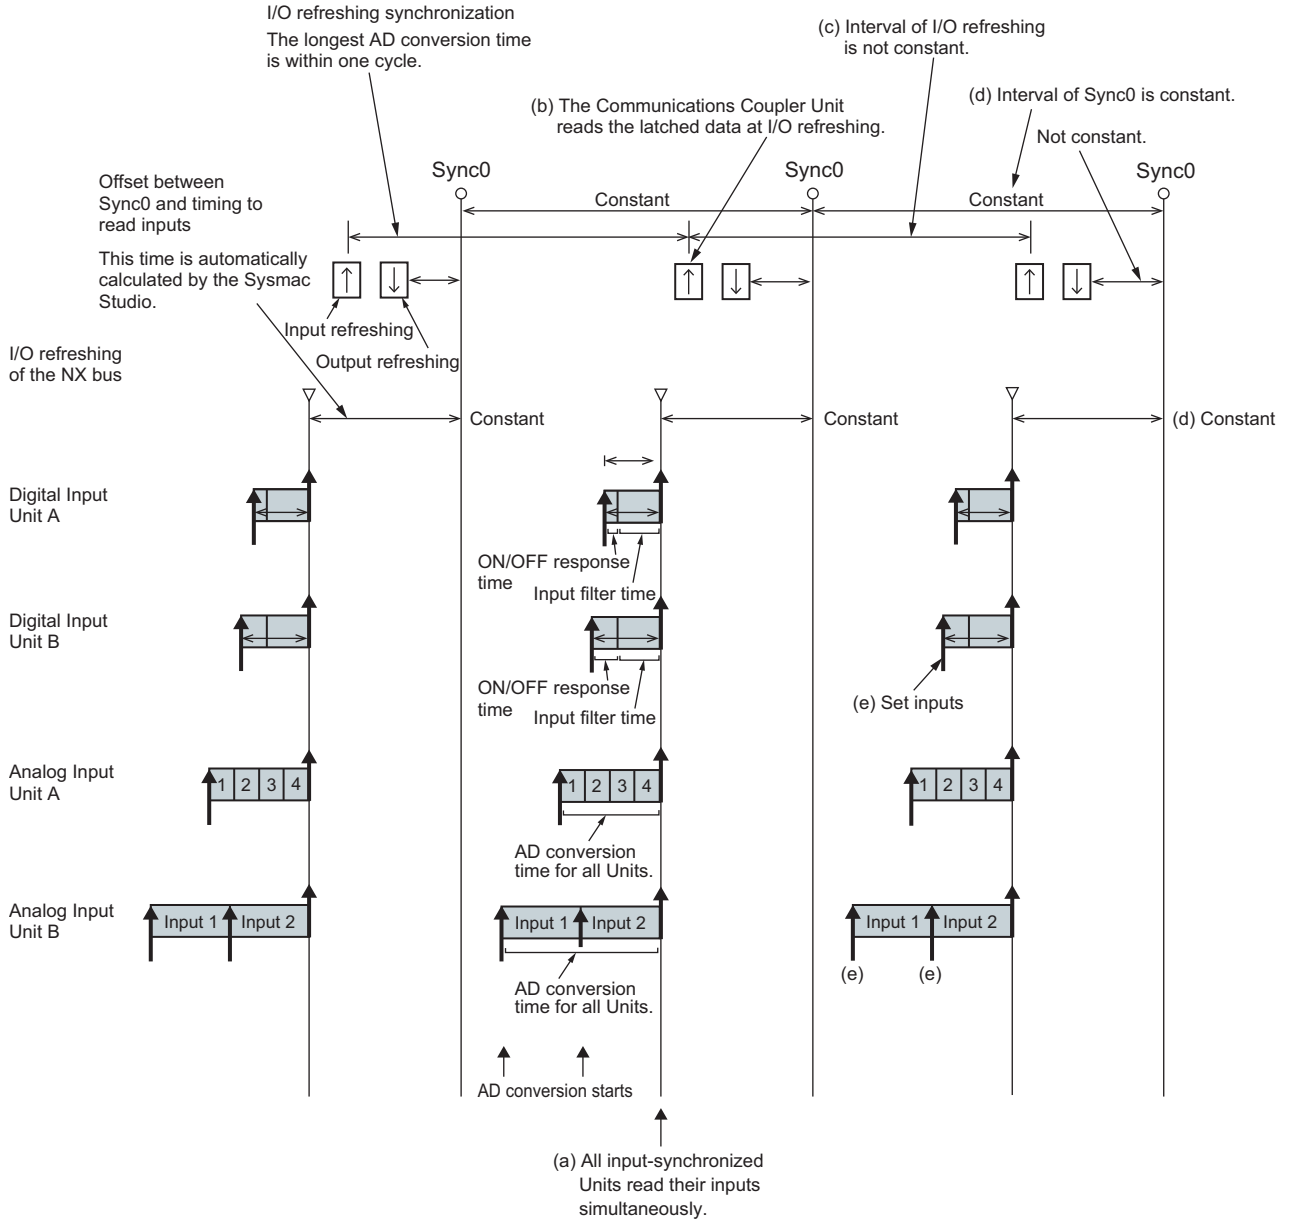 I/O refreshing synchronization
The longest AD conversion time
is within one cycle.
(c) Interval of I/O refreshing
is not constant.
(b) The Communications Coupler Unit
reads the latched data at I/O refreshing.
(d) Interval of Sync0 is constant.
Not constant.
Sync0
Sync0
Sync0
Offset between
Sync0 and timing to
read inputs
Constant
Constant
This time is automatically
calculated by the Sysmac
Studio.
Input refreshing
Output refreshing
I/O refreshing
of the NX bus
Constant
Constant
(d) Constant
Digital Input
Unit A
ON/OFF response
time
Input filter time
Digital Input
Unit B
ON/OFF response
time
Input filter time
(e) Set inputs
Analog Input
Unit A
1 2 3 4
1 2 3 4
1 2 3 4
AD conversion
time for all Units.
Analog Input
Unit B
Input 1 Input 2
Input 1 Input 2
Input 1 Input 2
(e) (e)
AD conversion
time for all Units.
AD conversion starts
(a) All input-synchronized
Units read their inputs
simultaneously.